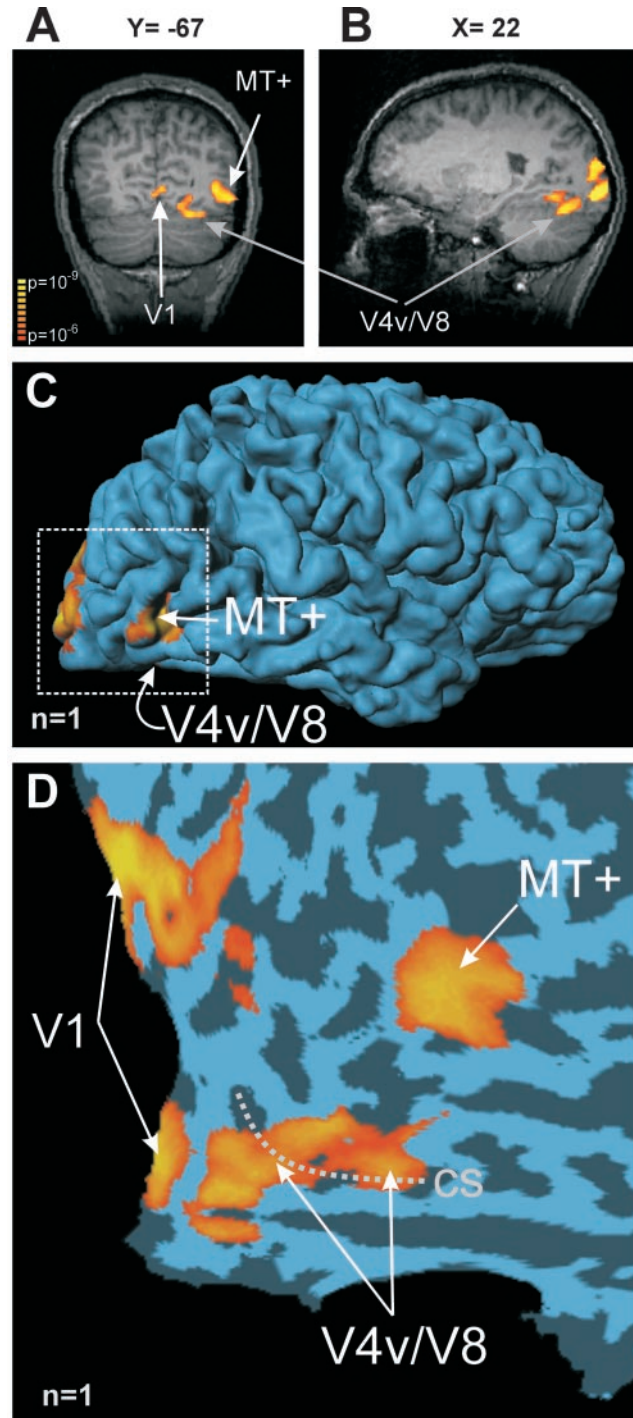 A Y= -67
B X= 22
MT+
V1
V4v/V8
p=10-9
p=10-6
C
MT+
V4v/V8
n=1
D
MT+
V1
CS
V4v/V8
n=1